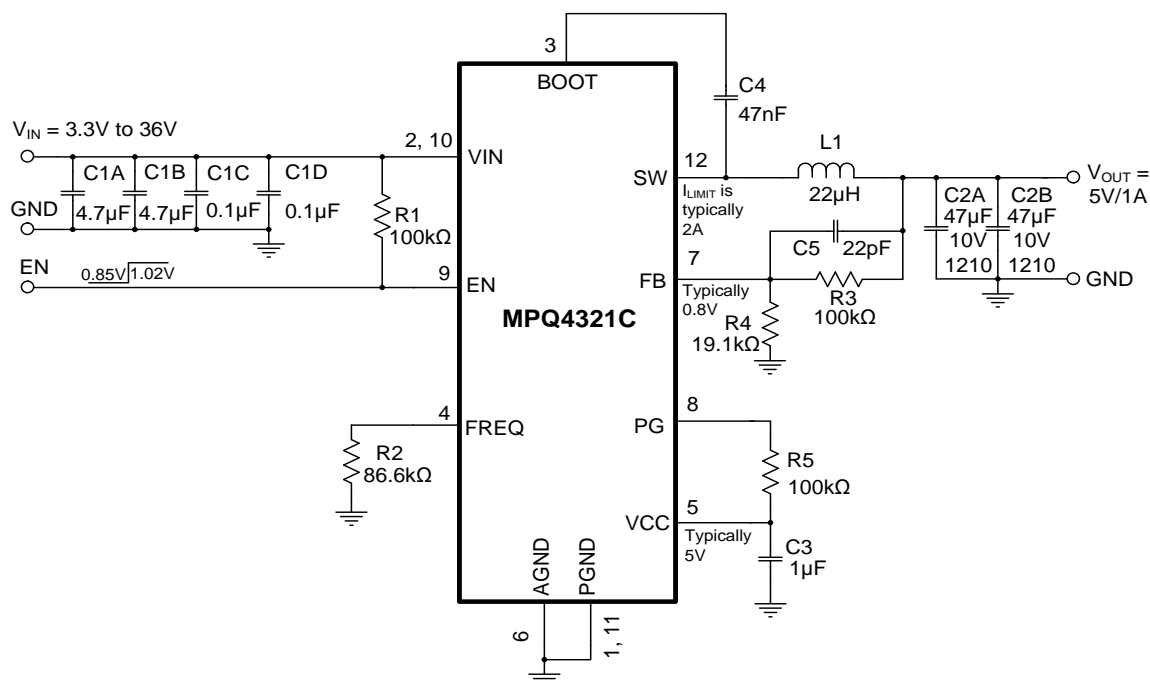 3
BOOT
C4
47nF
V_IN = 3.3V to 36V
2, 10
VIN
C1A
C1B
C1C
C1D
4.7µF
4.7µF
0.1µF
0.1µF
GND
R1
100kΩ
EN
0.85V
1.02V
9
EN
12
SW
I_LIMIT is
typically
2A
L1
22µH
V_OUT =
5V/1A
C2A
47µF
10V
1210
C2B
47µF
10V
1210
GND
C5
22pF
7
FB
Typically
0.8V
R3
100kΩ
R4
19.1kΩ
MPQ4321C
4
FREQ
R2
86.6kΩ
8
PG
R5
100kΩ
5
VCC
Typically
5V
C3
1µF
AGND
PGND
6
1, 11